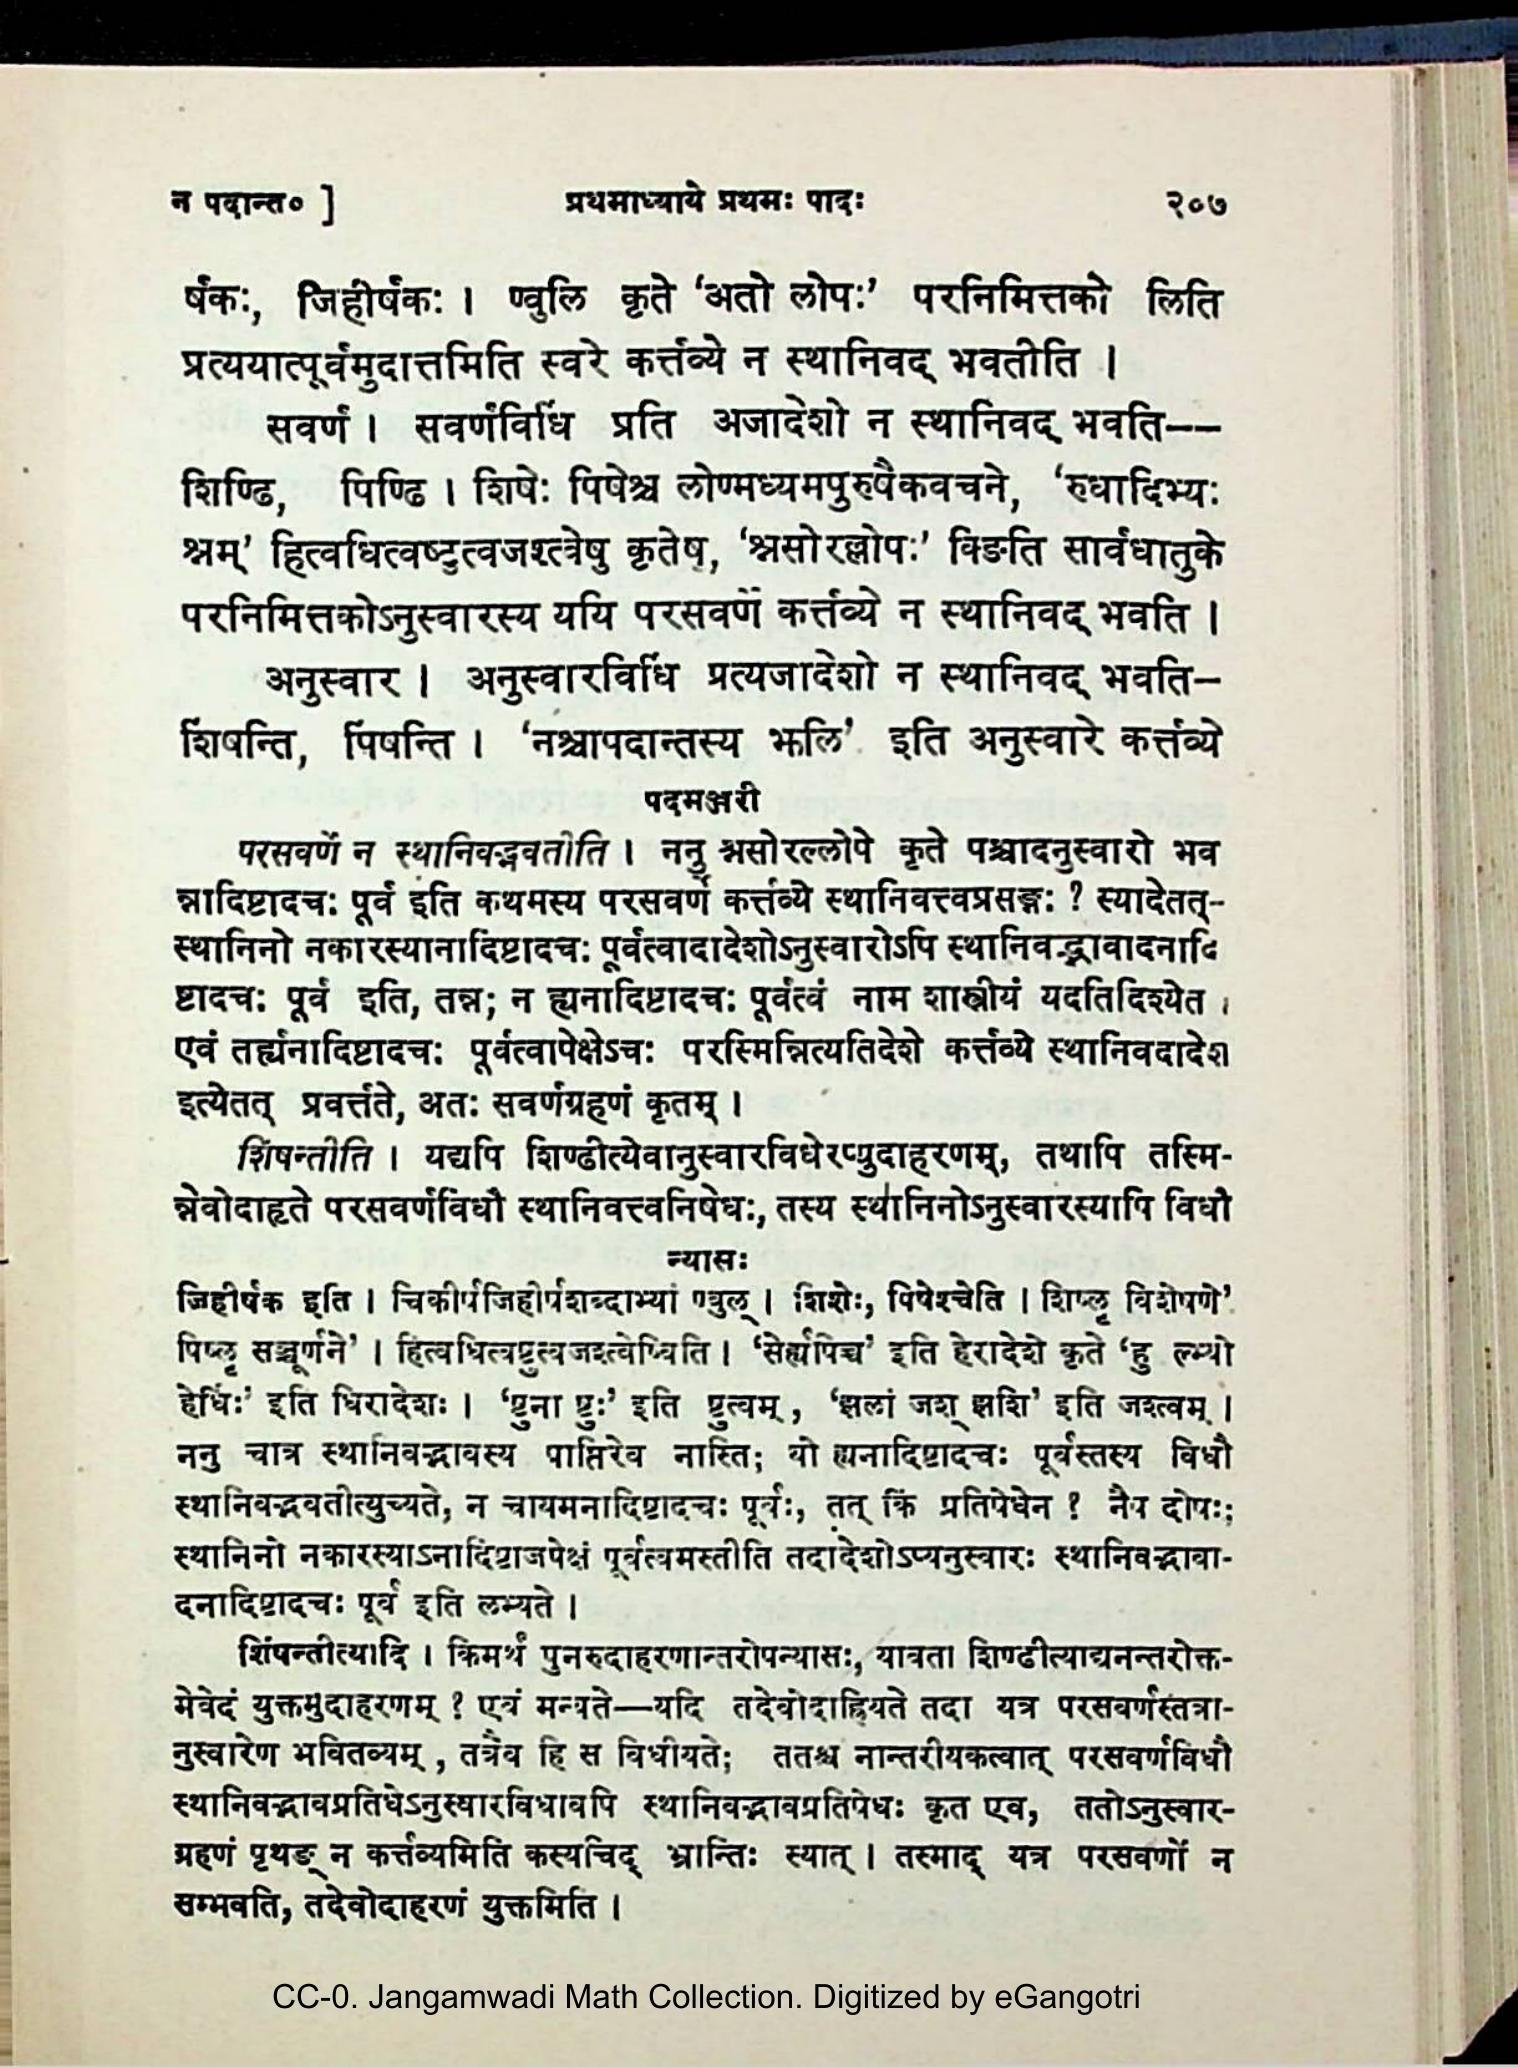 न पदान्त० ] प्रथमाध्याये प्रथमः पादः २०७
र्षकः, जिहीर्षकः । ण्वुलि कृते 'अतो लोपः' परनिमित्तको लिति
प्रत्ययात्पूर्वमुदात्तमिति स्वरे कर्त्तव्ये न स्थानिवद् भवतीति ।
सवर्ण । सवर्णविधिं प्रति अजादेशो न स्थानिवद् भवति--
शिण्ढि, पिण्ढि । शिषेः पिषेश्च लोण्मध्यमपुरुषैकवचने, 'रुधादिभ्यः
श्नम्' हित्वधित्वष्टुत्वजश्त्वेषु कृतेषु, 'श्नसोरल्लोपः' क्ङिति सार्वधातुके
परनिमित्तकोऽनुस्वारस्य ययि परसवर्णे कर्त्तव्ये न स्थानिवद् भवति ।
अनुस्वार । अनुस्वारविधिं प्रत्यजादेशो न स्थानिवद् भवति–
शिंषन्ति, पिंषन्ति । 'नश्चापदान्तस्य झलि' इति अनुस्वारे कर्त्तव्ये
पदमञ्जरी
परसवर्णे न स्थानिवद्भवतीति । ननु श्नसोरल्लोपे कृते पश्चादनुस्वारो भव
न्नादिष्टादचः पूर्व इति कथमस्य परसवर्णे कर्त्तव्ये स्थानिवत्त्वप्रसङ्गः ? स्यादेतत्-
स्थानिनो नकारस्यानादिष्टादचः पूर्वत्वादादेशोऽनुस्वारोऽपि स्थानिवद्भावादनादि
ष्टादचः पूर्व इति, तन्न; न ह्यनादिष्टादचः पूर्वत्वं नाम शास्त्रीयं यदतिदिश्येत ।
एवं तर्ह्यनादिष्टादचः पूर्वत्वापेक्षेऽचः परस्मिन्नित्यतिदेशे कर्त्तव्ये स्थानिवदादेश
इत्येतत् प्रवर्त्तते, अतः सवर्णग्रहणं कृतम् ।
शिंषन्तीति । यद्यपि शिण्ढीत्येवानुस्वारविधेरप्युदाहरणम्, तथापि तस्मि-
न्नेवोदाहृते परसवर्णविधौ स्थानिवत्त्वनिषेधः, तस्य स्थानिनोऽनुस्वारस्यापि विधौ
न्यासः
जिहीर्षक इति । चिकीर्षजिहीर्षशब्दाभ्यां ण्वुल् । शिशेः, पिषेश्चेति । शिष्लृ विशेषणे'
पिष्लृ सञ्चूर्णने' । हित्वधित्वष्टुत्वजश्त्वेष्विति । 'सेर्ह्यपिच्च' इति हेरादेशे कृते 'हु ल्भ्यो
हेर्धिः' इति धिरादेशः । 'ष्टुना ष्टुः' इति ष्टुत्वम् , 'झलां जश् झशि' इति जश्त्वम् ।
ननु चात्र स्थानिवद्भावस्य पाप्तिरेव नास्ति; यो ह्यनादिष्टादचः पूर्वस्तस्य विधौ
स्थानिवद्भवतीत्युच्यते, न चायमनादिष्टादचः पूर्वः, तत् किं प्रतिषेधेन ? नैष दोषः;
स्थानिनो नकारस्याऽनादिष्टाजपेक्षं पूर्वत्वमस्तीति तदादेशोऽप्यनुस्वारः स्थानिवद्भावा-
दनादिष्टादचः पूर्व इति लभ्यते ।
शिंषन्तीत्यादि । किमर्थं पुनरुदाहरणान्तरोपन्यासः, यात्रता शिण्ढीत्याद्यनन्तरोक्त-
मेवेदं युक्तमुदाहरणम् ? एवं मन्यते—यदि तदेवोदाह्रियते तदा यत्र परसवर्णस्तत्रा-
नुस्वारेण भवितव्यम् , तत्रैव हि स विधीयते; ततश्च नान्तरीयकत्वात् परसवर्णविधौ
स्थानिवद्भावप्रतिधेऽनुस्वारविधावपि स्थानिवद्भावप्रतिषेधः कृत एव, ततोऽनुस्वार-
ग्रहणं पृथङ् न कर्त्तव्यमिति कस्यचिद् भ्रान्तिः स्यात् । तस्माद् यत्र परसवर्णो न
सम्भवति, तदेवोदाहरणं युक्तमिति ।
CC-0. Jangamwadi Math Collection. Digitized by eGangotri